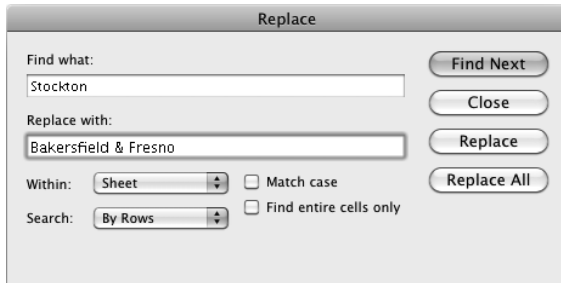 Replace
Find what:
Stockton
Replace with:
Bakersfield & Fresno
Within: Sheet
Match case
Search: By Rows
Find entire cells only
Find Next
Close
Replace
Replace All